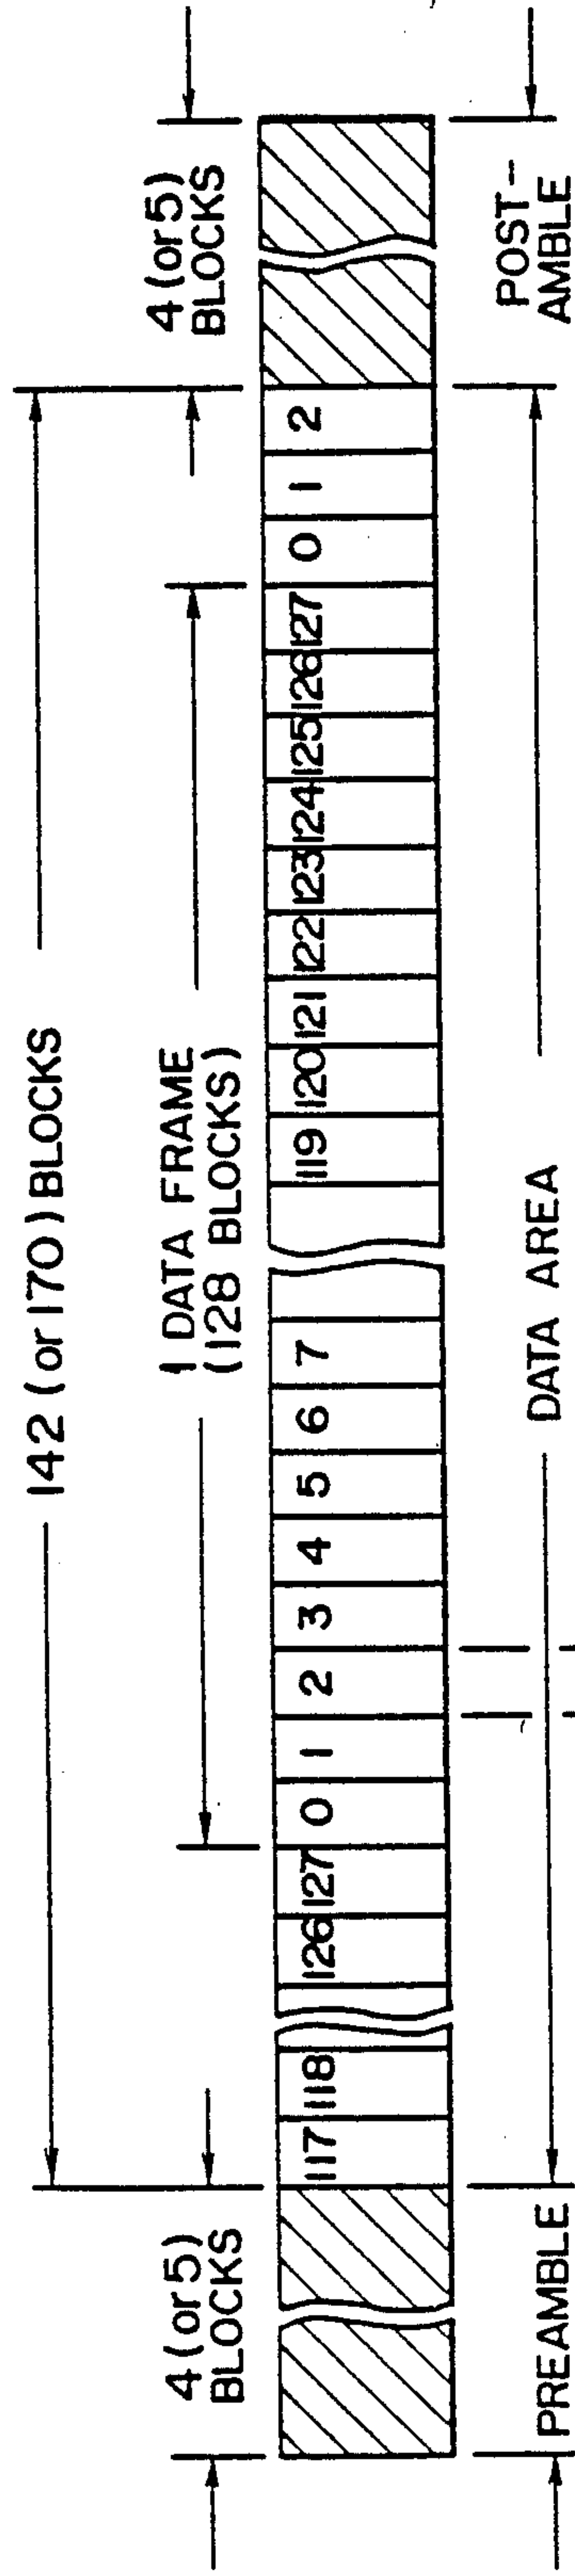 142 (or 170) BLOCKS
4 (or 5)
BLOCKS
1 DATA FRAME
(128 BLOCKS)
4 (or 5)
BLOCKS
117 118 126 127 0 1 2 3 4 5 6 7 119 120 121 122 123 124 125 126 127 0 1 2
PREAMBLE
DATA AREA
POST-
AMBLE